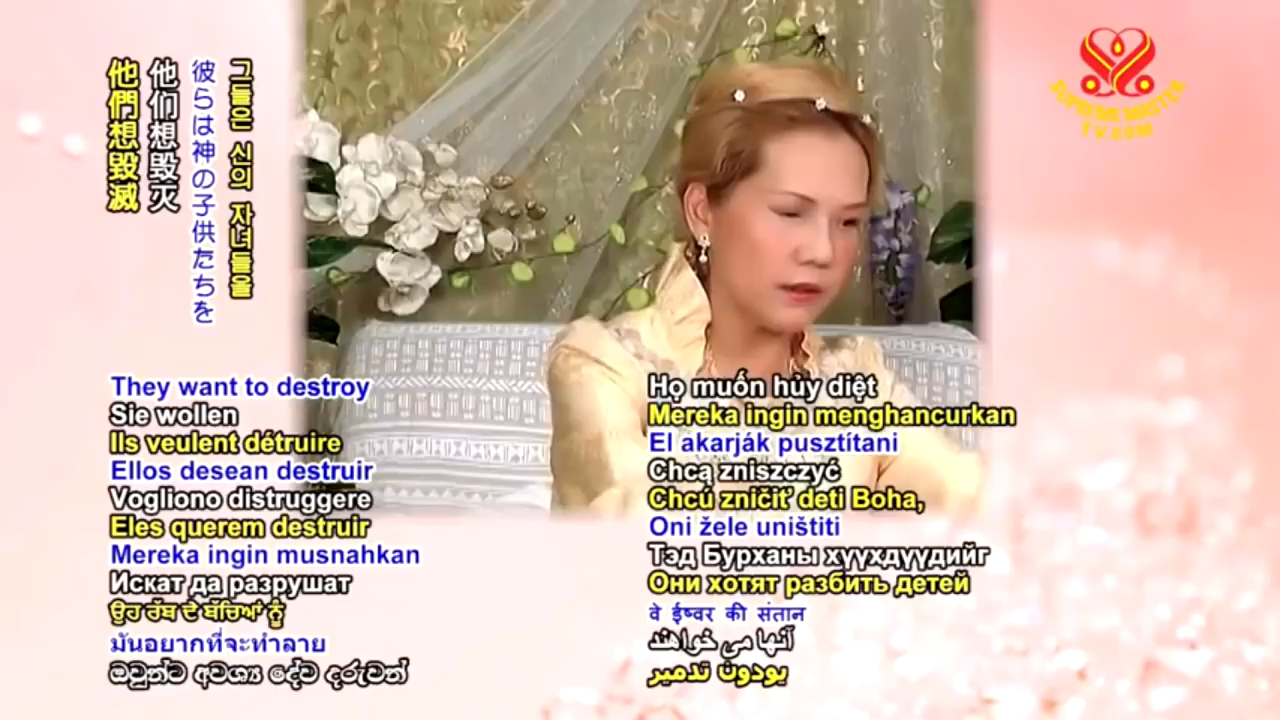 SUPREME MASTER
TV.COM
그들은 신의 자녀들을
彼らは神の子供たちを
他们想毁灭
他們想毀滅
They want to destroy
Sie wollen
Ils veulent détruire
Ellos desean destruir
Vogliono distruggere
Eles querem destruir
Mereka ingin musnahkan
Искат да разрушат
ਉਹ ਰੱਬ ਦੇ ਬੱਚਿਆਂ ਨੂੰ
มันอยากที่จะทำลาย
ඔවුන්ට අවශ්‍ය දේව දරුවන්
Họ muốn hủy diệt
Mereka ingin menghancurkan
El akarják pusztítani
Chcą zniszczyć
Chcú zničiť deti Boha,
Oni žele uništiti
Тэд Бурханы хүүхдүүдийг
Они хотят разбить детей
वे ईष्वर की संतान
آنها می خواهند
يودون تدمير